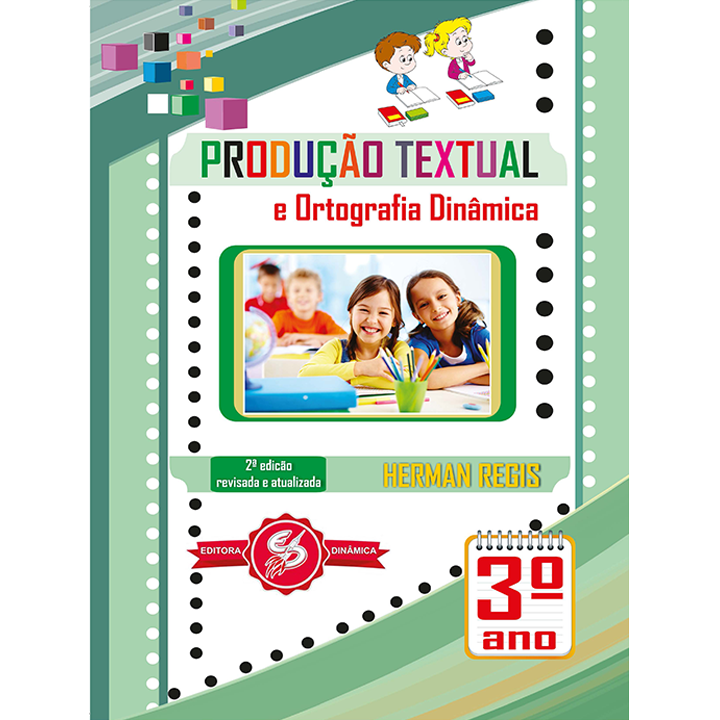 PRODUÇÃO TEXTUAL
e Ortografia Dinâmica
2ª edição
revisada e atualizada
HERMAN REGIS
EDITORA
DINÂMICA
3º
ano